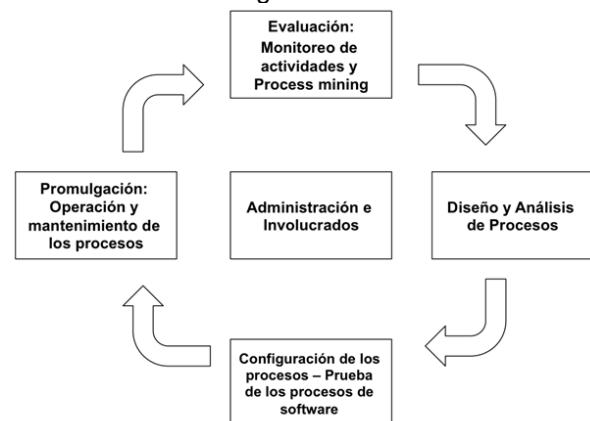 Evaluación:
Monitoreo de
actividades y
Process mining
Promulgación:
Operación y
mantenimiento de
los procesos
Administración e
Involucrados
Diseño y Análisis
de Procesos
Configuración de los
procesos – Prueba
de los procesos de
software